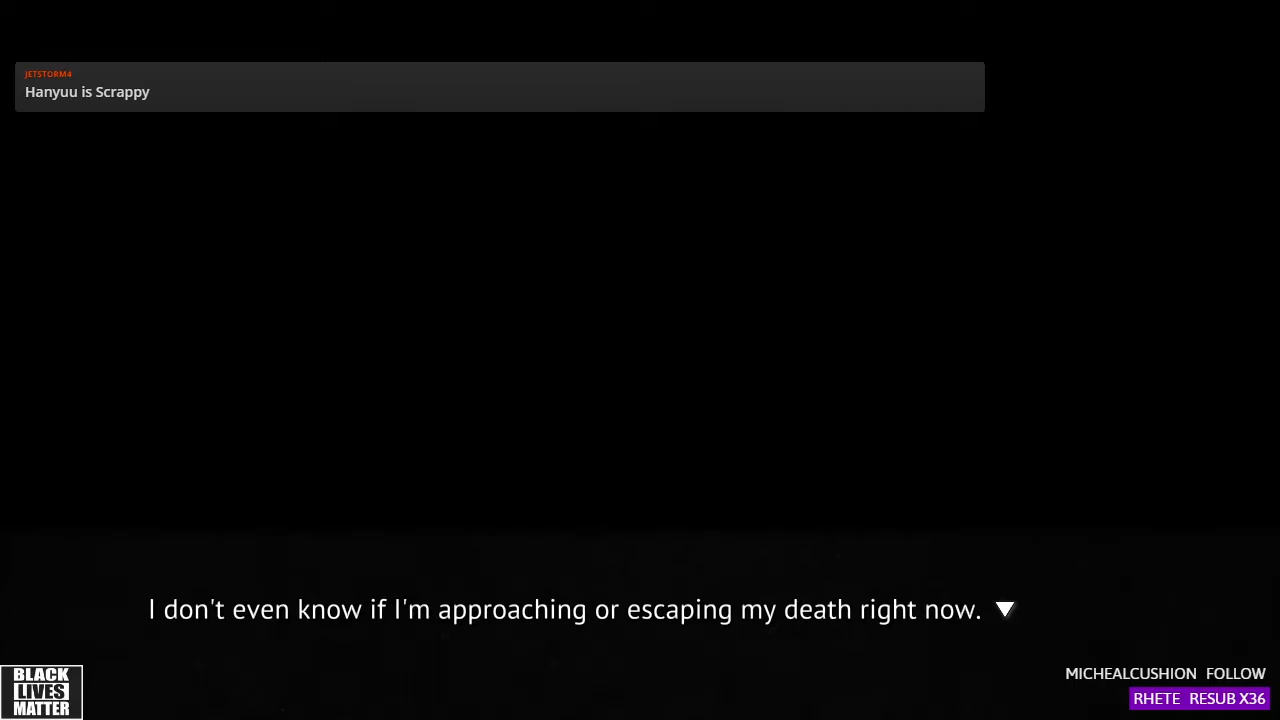 JETSTORM4
Hanyuu is Scrappy
I don't even know if I'm approaching or escaping my death right now.
BLACK
LIVES
MATTER
MICHEALCUSHION FOLLOW
RHETE RESUB X36